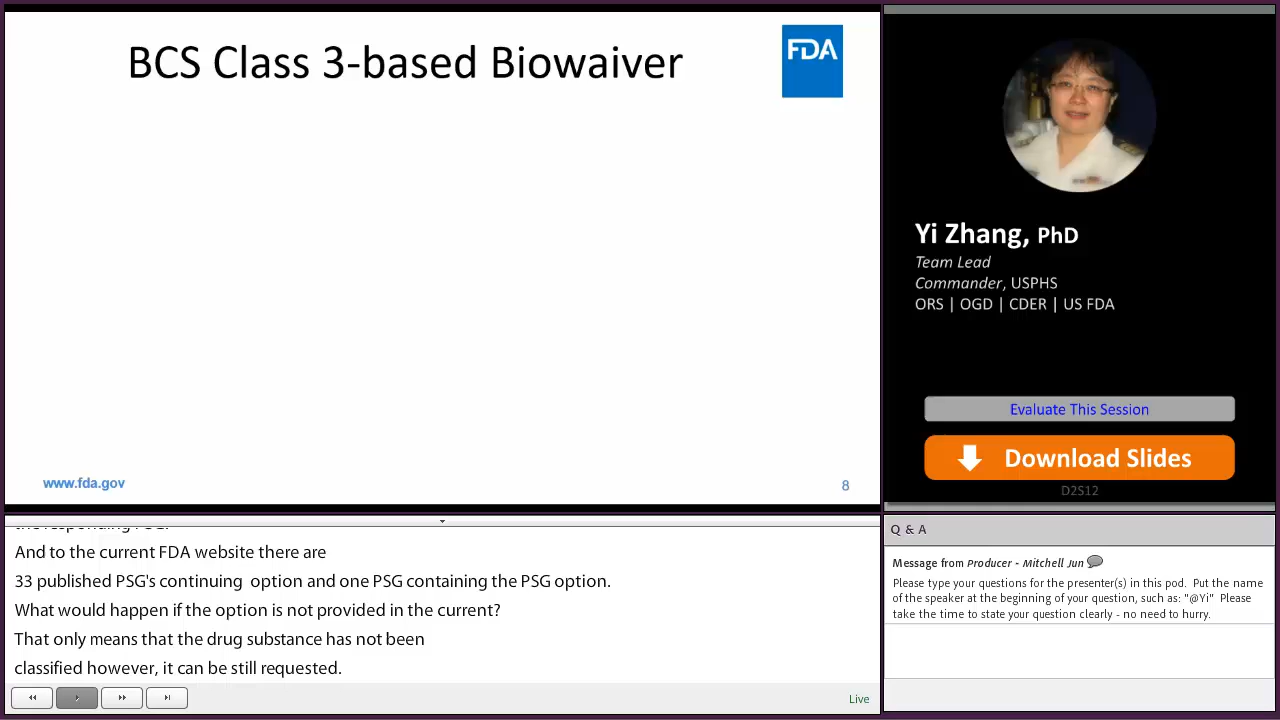 BCS Class 3-based Biowaiver
FDA
www.fda.gov
8
Yi Zhang, PhD
Team Lead
Commander, USPHS
ORS | OGD | CDER | US FDA
Evaluate This Session
Download Slides
D2S12
And to the current FDA website there are
33 published PSG's continuing option and one PSG containing the PSG option.
What would happen if the option is not provided in the current?
That only means that the drug substance has not been
classified however, it can be still requested.
Live
Q & A
Message from Producer - Mitchell Jun
Please type your questions for the presenter(s) in this pod. Put the name
of the speaker at the beginning of your question, such as: "@Yi" Please
take the time to state your question clearly - no need to hurry.